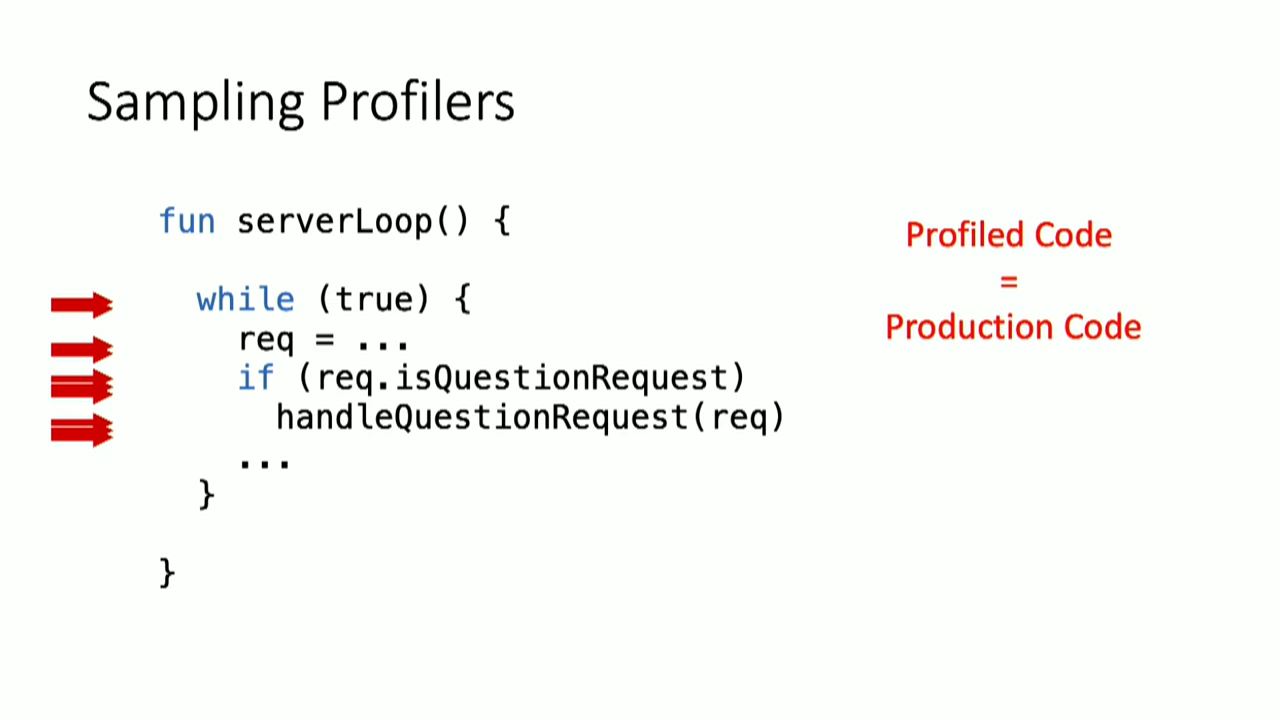 Sampling Profilers
fun serverLoop() {
while (true) {
req = ...
if (req.isQuestionRequest)
handleQuestionRequest(req)
...
}
}
Profiled Code
=
Production Code